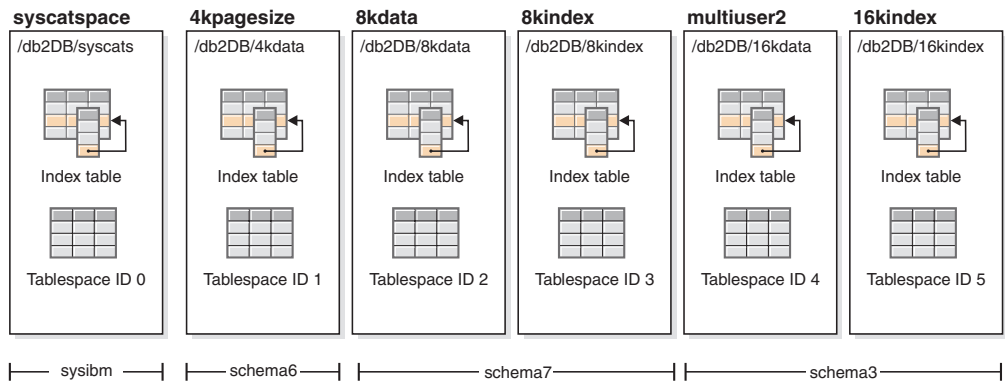 syscatspace 4kpagesize 8kdata 8kindex multiuser2 16kindex
/db2DB/syscats /db2DB/4kdata /db2DB/8kdata /db2DB/8kindex /db2DB/16kdata /db2DB/16kindex
Index table Index table Index table Index table Index table Index table
Tablespace ID 0 Tablespace ID 1 Tablespace ID 2 Tablespace ID 3 Tablespace ID 4 Tablespace ID 5
sysibm schema6 schema7 schema3